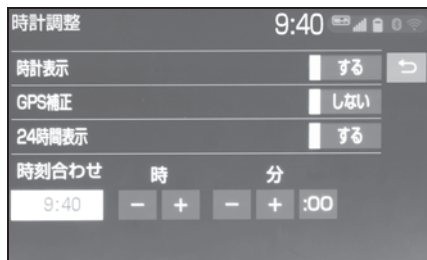 時計調整 9:40
時計表示 する
GPS補正 しない
24時間表示 する
時刻合わせ 時 分
9:40 − + − + :00